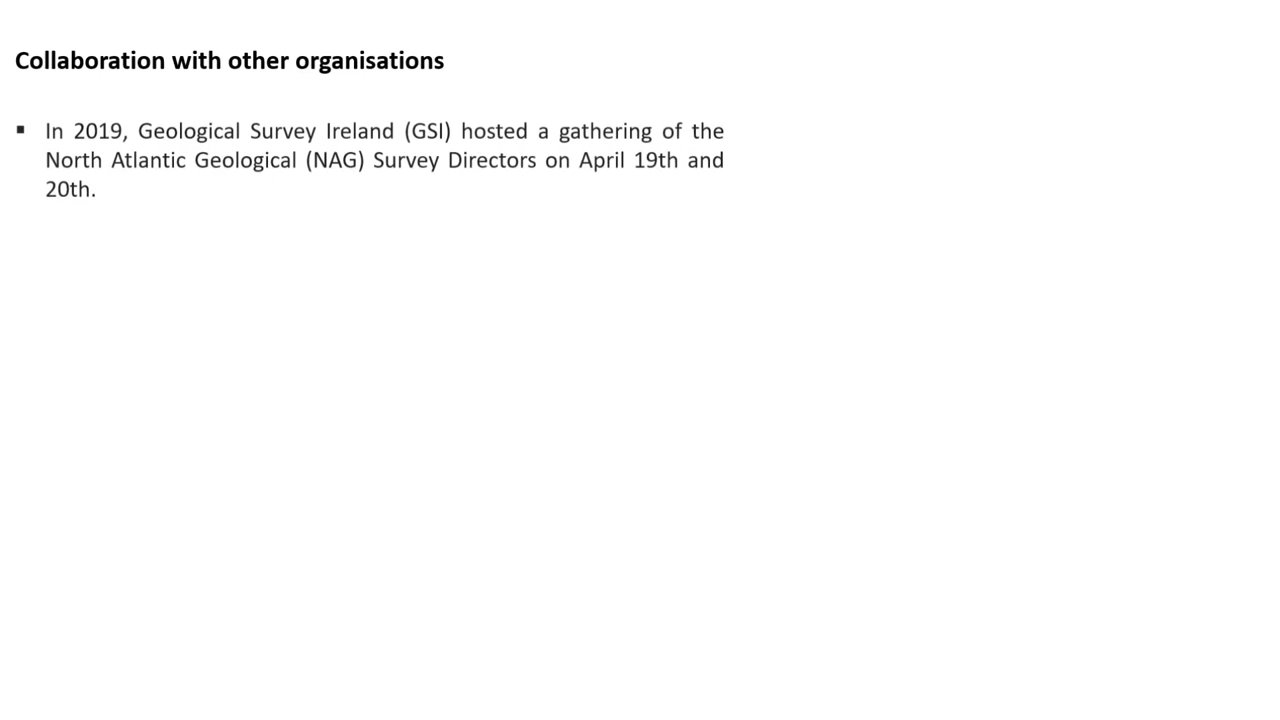 Collaboration with other organisations
▪ In 2019, Geological Survey Ireland (GSI) hosted a gathering of the
North Atlantic Geological (NAG) Survey Directors on April 19th and
20th.